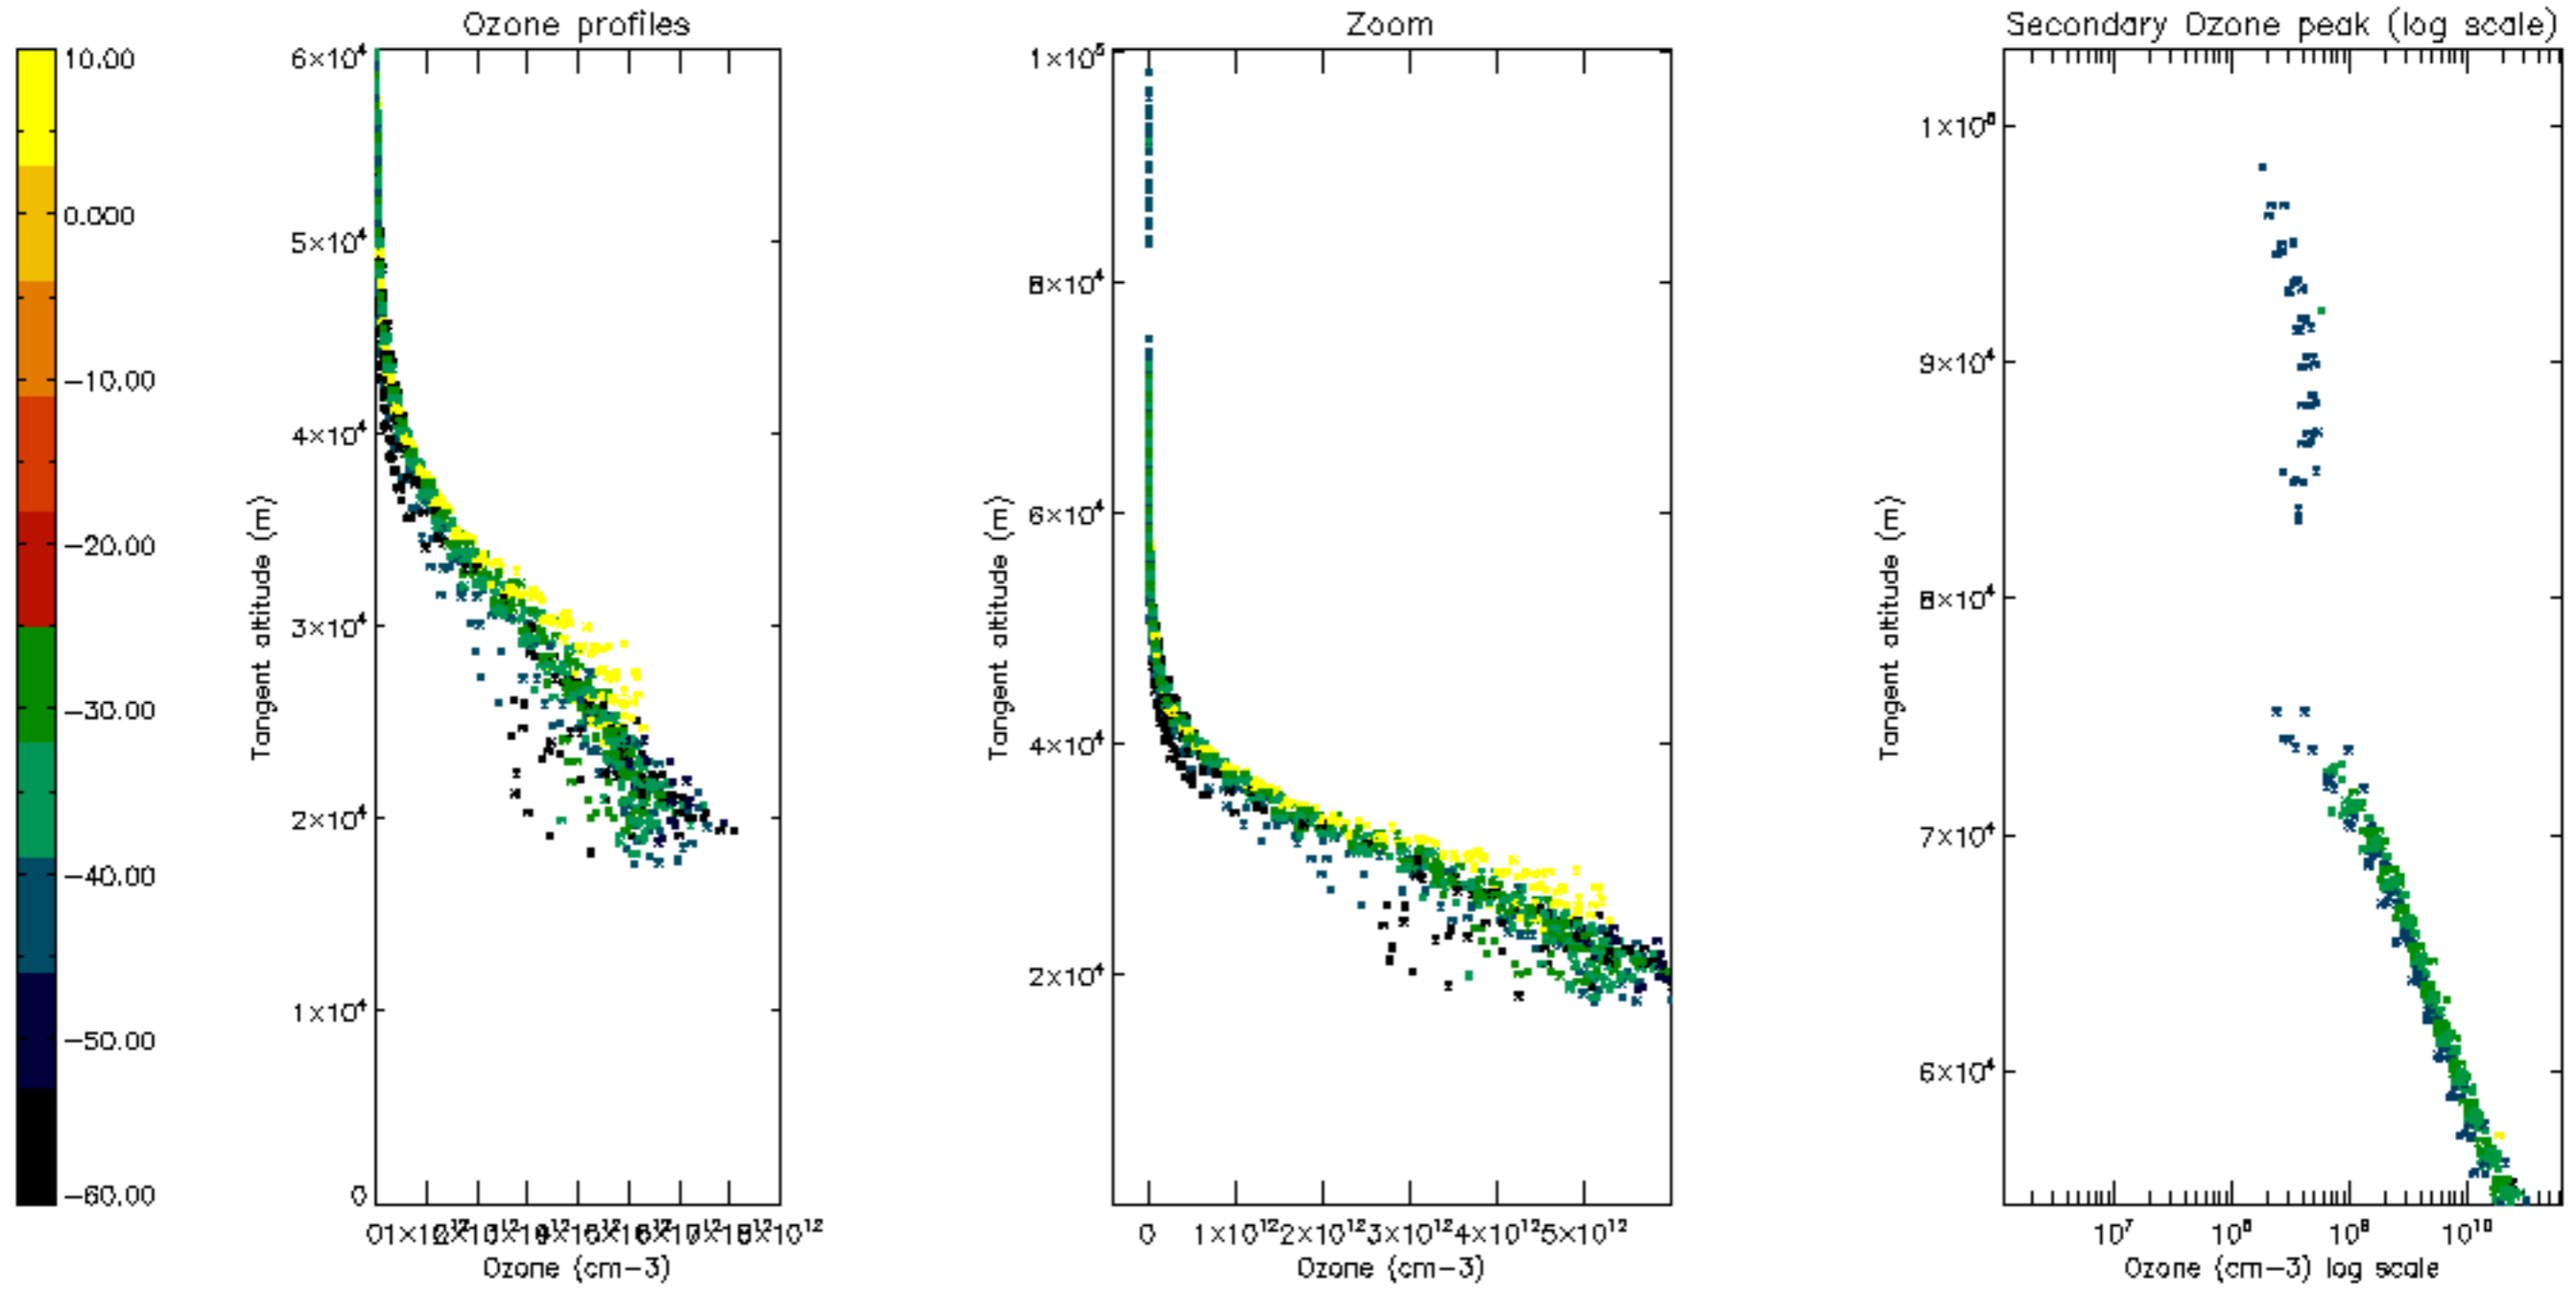 Ozone profiles
Zoom
Secondary Ozone peak (log scale)
10.00
0.000
−10.00
−20.00
−30.00
−40.00
−50.00
−60.00
6×10⁴
5×10⁴
4×10⁴
3×10⁴
2×10⁴
1×10⁴
0
Tangent altitude (m)
Ozone (cm−3)
1×10⁵
8×10⁴
6×10⁴
4×10⁴
2×10⁴
Tangent altitude (m)
0 1×10¹² 2×10¹² 3×10¹² 4×10¹² 5×10¹²
Ozone (cm−3)
1×10⁵
9×10⁴
8×10⁴
7×10⁴
6×10⁴
Tangent altitude (m)
10⁷ 10⁸ 10⁹ 10¹⁰
Ozone (cm−3) log scale